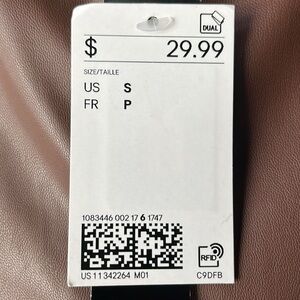 DUAL
$ 29.99
SIZE/TAILLE
US S
FR P
1083446 002 17 6 1747
RFID
US 11342264 M01 C9DFB